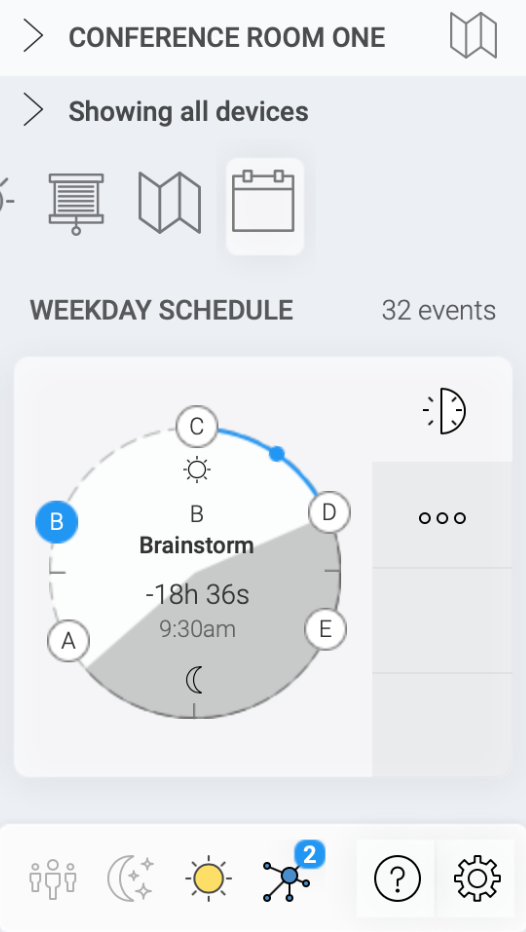 CONFERENCE ROOM ONE
Showing all devices
WEEKDAY SCHEDULE 32 events
C
B
D
B
Brainstorm
-18h 36s
9:30am
A
E
2
?